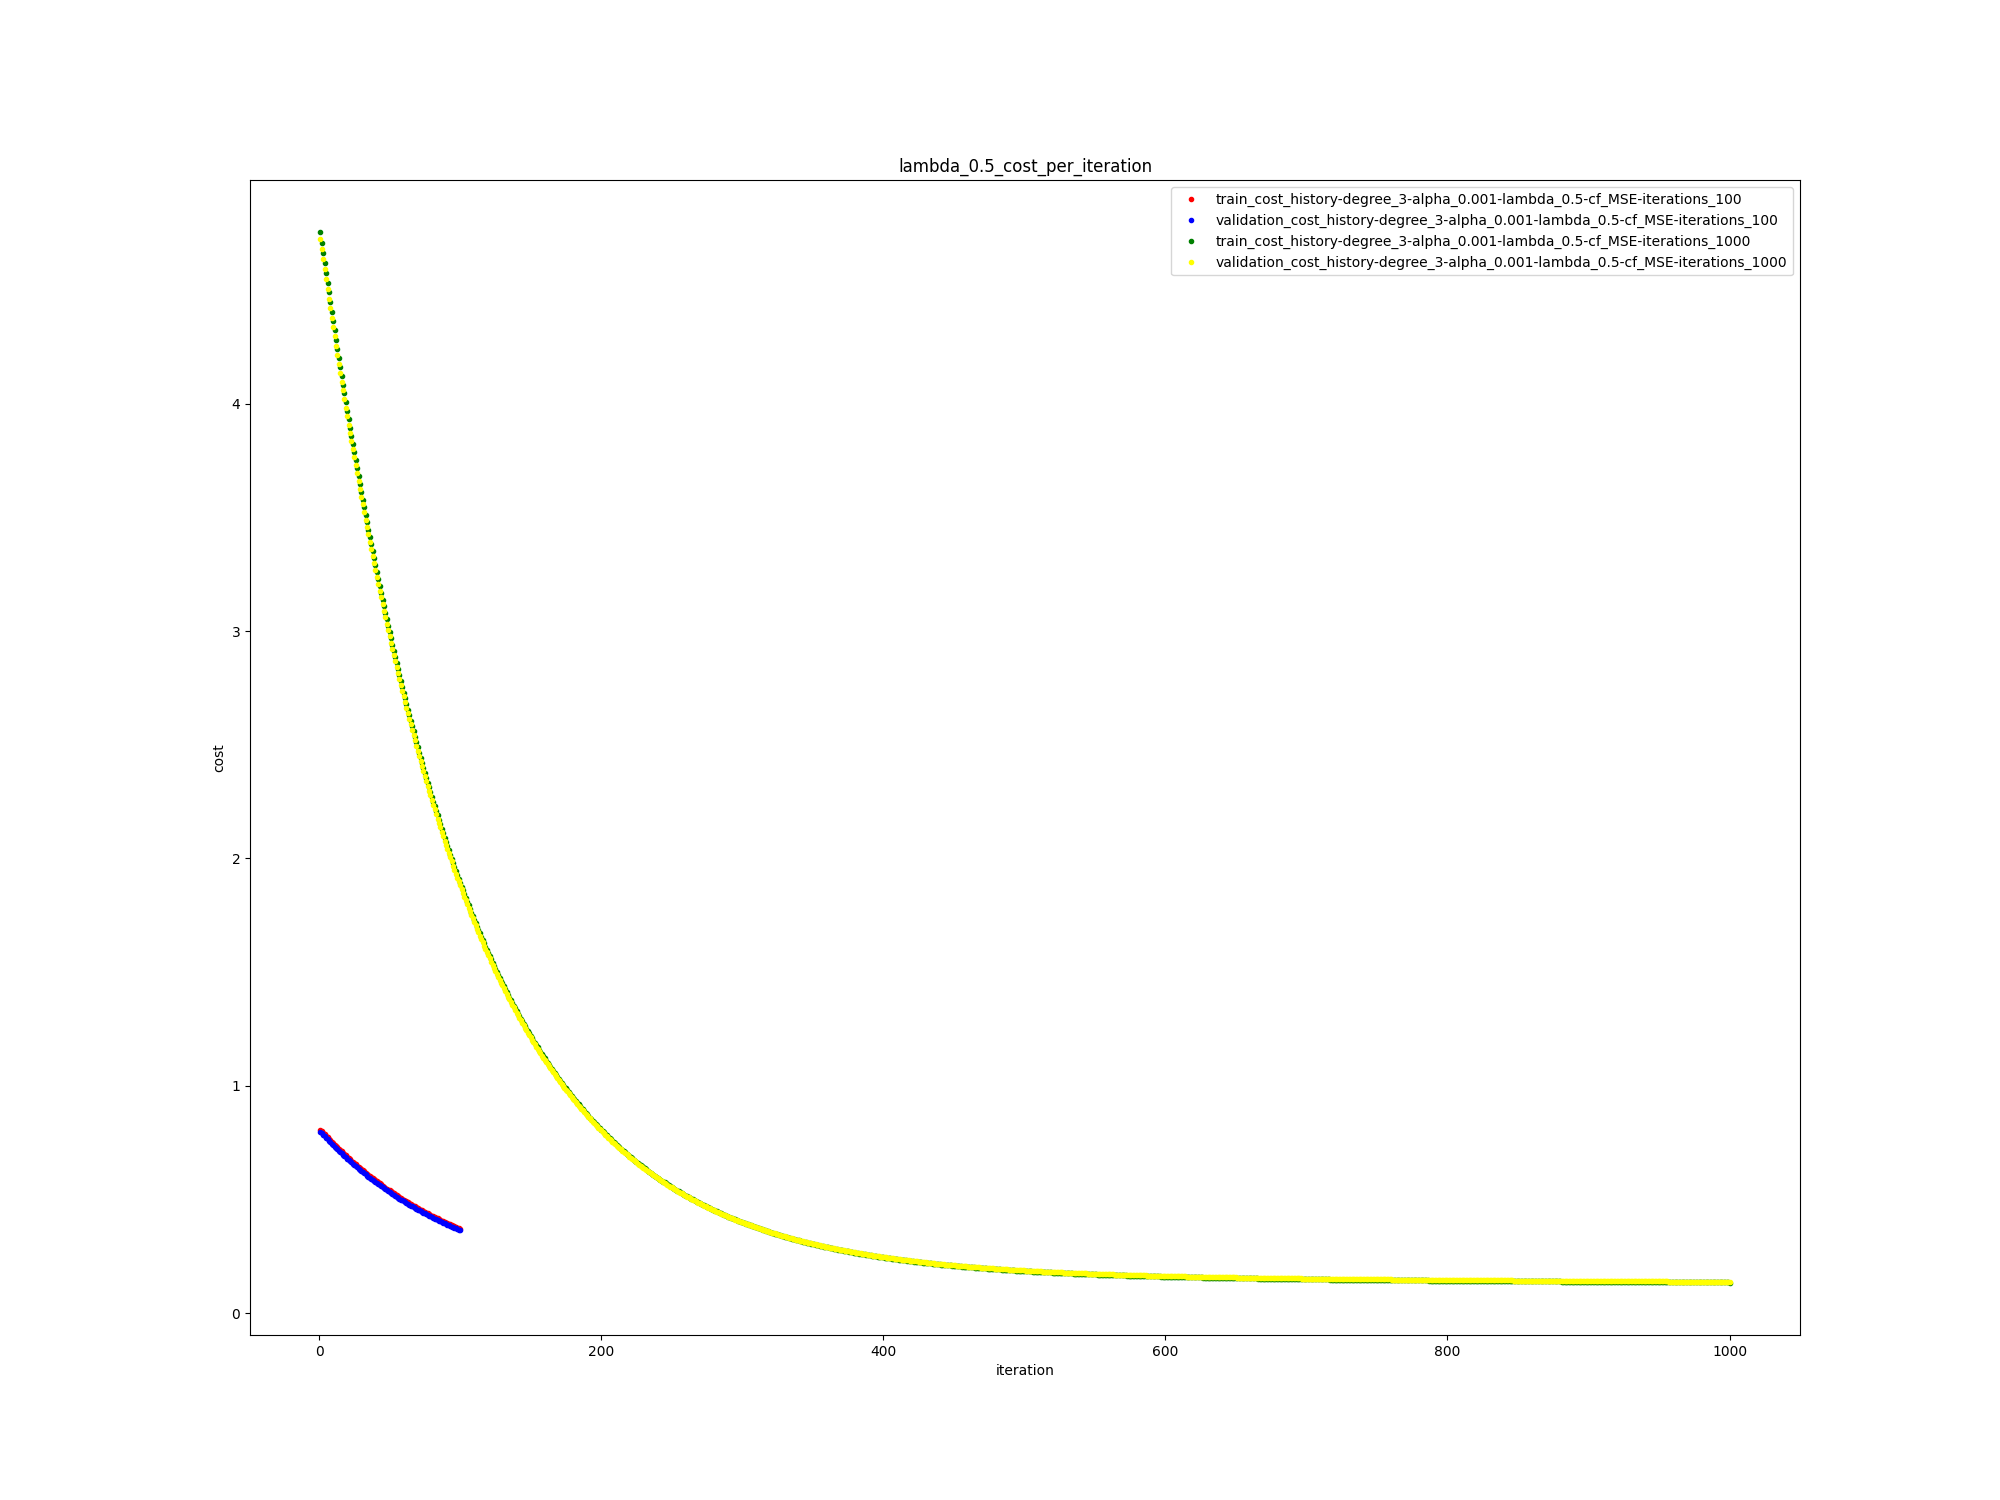 lambda_0.5_cost_per_iteration
train_cost_history-degree_3-alpha_0.001-lambda_0.5-cf_MSE-iterations_100
validation_cost_history-degree_3-alpha_0.001-lambda_0.5-cf_MSE-iterations_100
train_cost_history-degree_3-alpha_0.001-lambda_0.5-cf_MSE-iterations_1000
validation_cost_history-degree_3-alpha_0.001-lambda_0.5-cf_MSE-iterations_1000
4
3
2
cost
1
0
0 200 400 600 800 1000
iteration